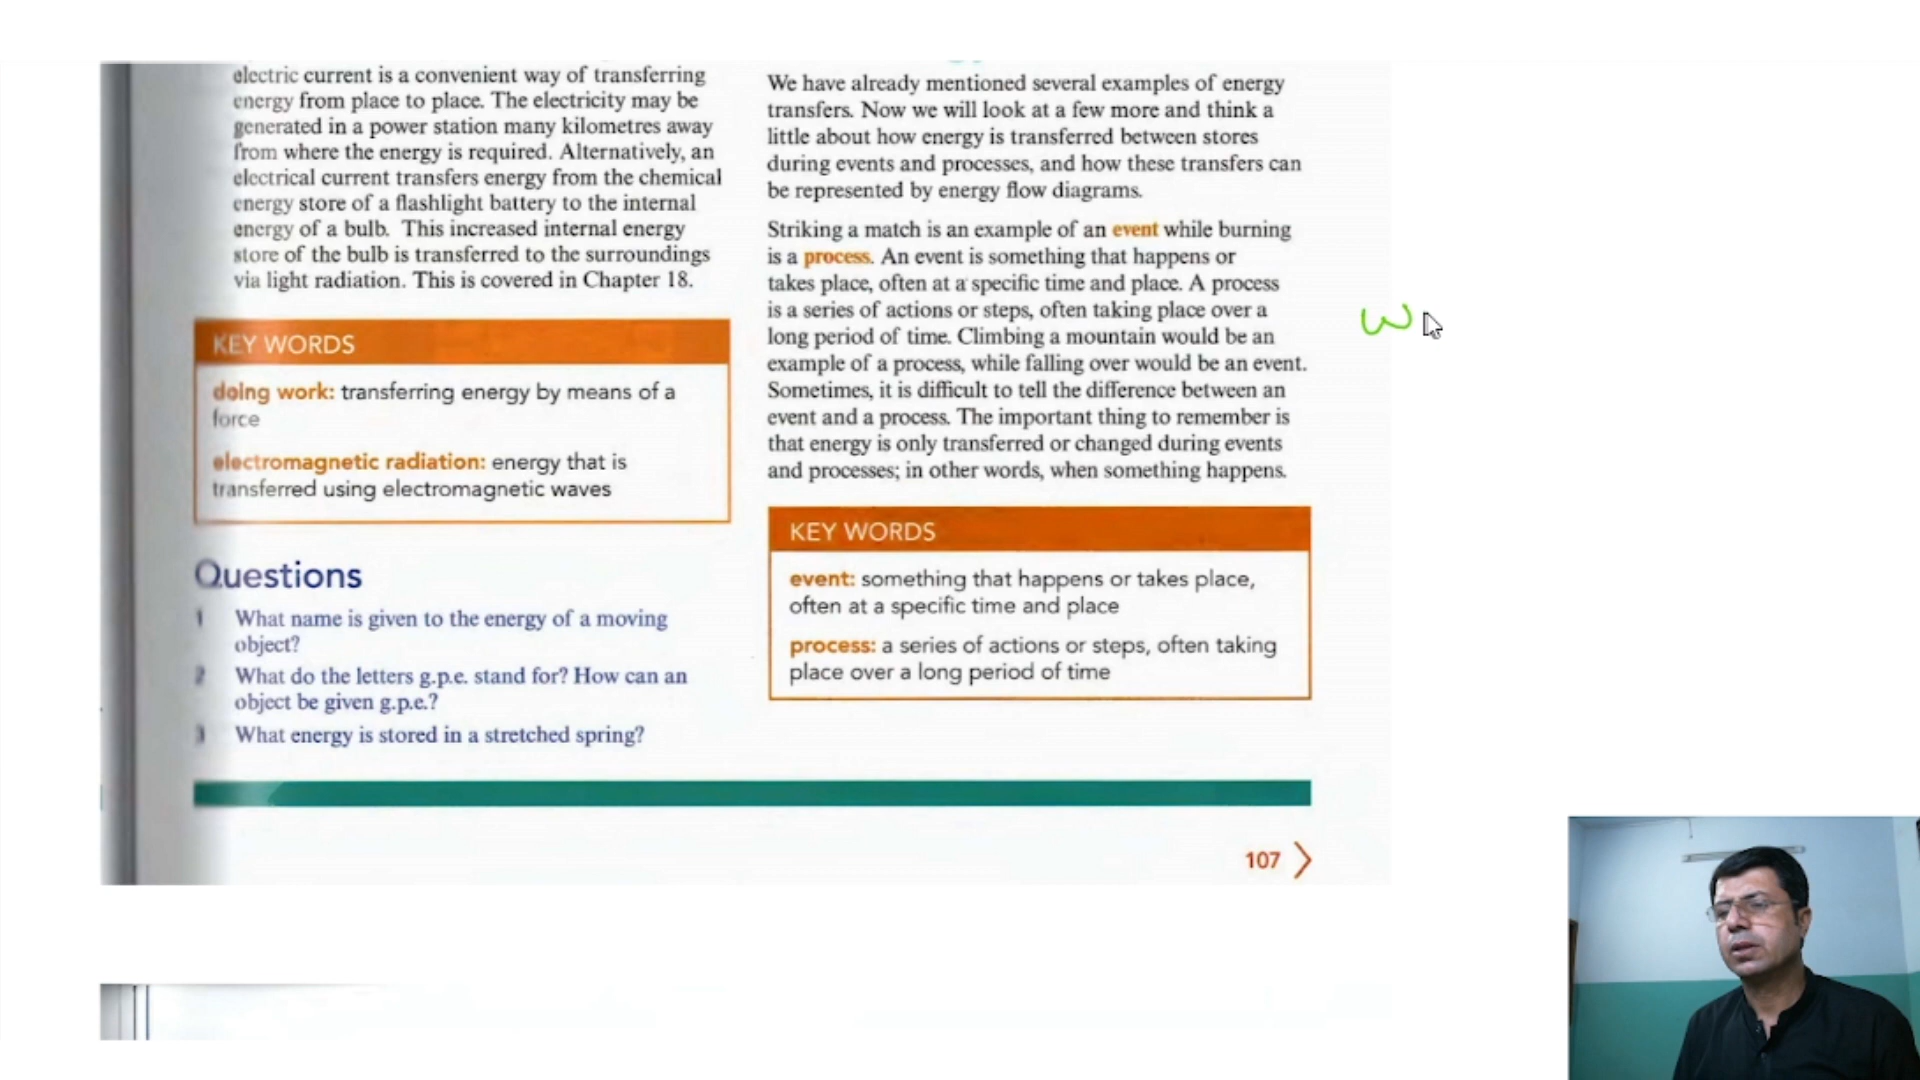 electric current is a convenient way of transferring
energy from place to place. The electricity may be
generated in a power station many kilometres away
from where the energy is required. Alternatively, an
electrical current transfers energy from the chemical
energy store of a flashlight battery to the internal
energy of a bulb. This increased internal energy
store of the bulb is transferred to the surroundings
via light radiation. This is covered in Chapter 18.
KEY WORDS
doing work: transferring energy by means of a
force
electromagnetic radiation: energy that is
transferred using electromagnetic waves
Questions
1 What name is given to the energy of a moving
object?
2 What do the letters g.p.e. stand for? How can an
object be given g.p.e.?
3 What energy is stored in a stretched spring?
We have already mentioned several examples of energy
transfers. Now we will look at a few more and think a
little about how energy is transferred between stores
during events and processes, and how these transfers can
be represented by energy flow diagrams.
Striking a match is an example of an event while burning
is a process. An event is something that happens or
takes place, often at a specific time and place. A process
is a series of actions or steps, often taking place over a
long period of time. Climbing a mountain would be an
example of a process, while falling over would be an event.
Sometimes, it is difficult to tell the difference between an
event and a process. The important thing to remember is
that energy is only transferred or changed during events
and processes; in other words, when something happens.
KEY WORDS
event: something that happens or takes place,
often at a specific time and place
process: a series of actions or steps, often taking
place over a long period of time
107